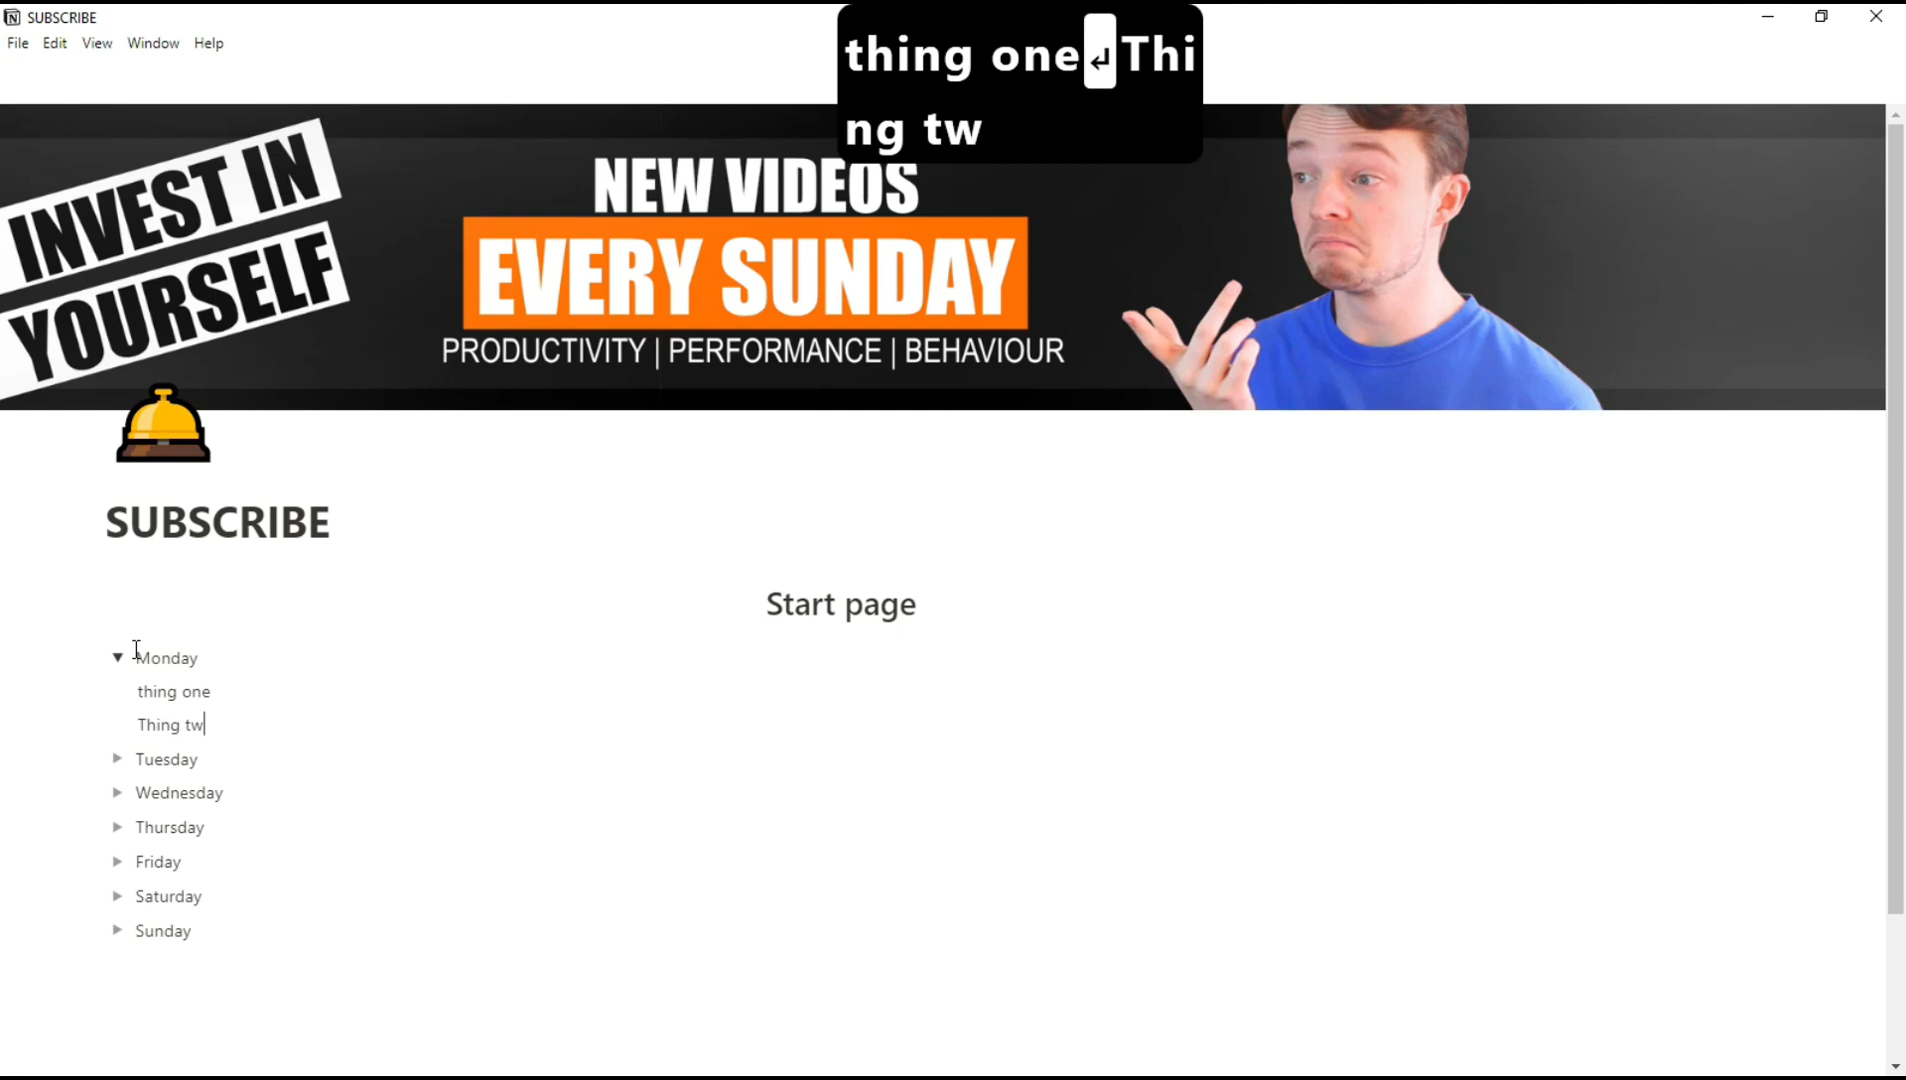 SUBSCRIBE
File Edit View Window Help
thing one↵Thi
ng tw
INVEST IN
YOURSELF
NEW VIDEOS
EVERY SUNDAY
PRODUCTIVITY | PERFORMANCE | BEHAVIOUR
SUBSCRIBE
Start page
Monday
thing one
Thing tw
Tuesday
Wednesday
Thursday
Friday
Saturday
Sunday